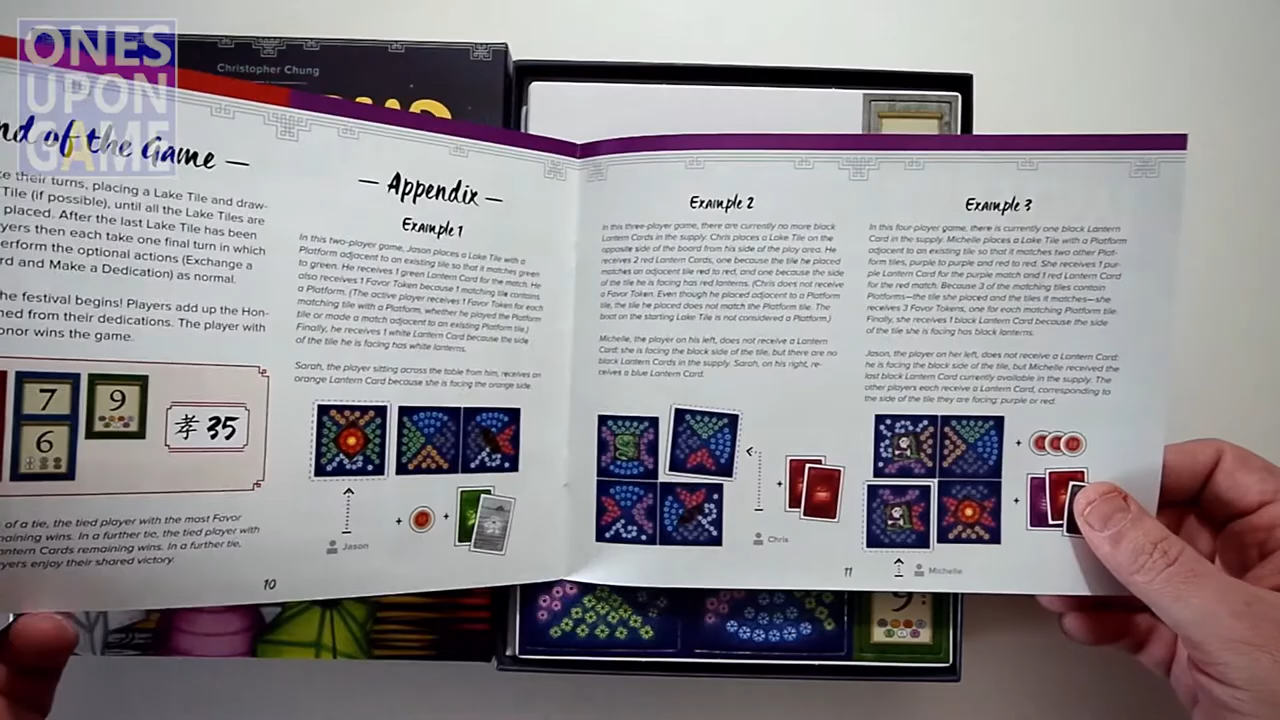 ONES
UPON
GAME
Christopher Chung
nd of the Game —
e their turns, placing a Lake Tile and draw-
Tile (if possible), until all the Lake Tiles are
placed. After the last Lake Tile has been
yers then each take one final turn in which
erform the optional actions (Exchange a
rd and Make a Dedication) as normal.
he festival begins! Players add up the Hon-
ned from their dedications. The player with
onor wins the game.
7
9
6
孝 35
of a tie, the tied player with the most Favor
maining wins. In a further tie, the tied player with
antern Cards remaining wins. In a further tie,
yers enjoy their shared victory.
10
— Appendix —
Example 1
In this two-player game, Jason places a Lake Tile with a
Platform adjacent to an existing tile so that it matches green
to green. He receives 1 green Lantern Card for the match. He
also receives 1 Favor Token because 1 matching tile contains
a Platform. (The active player receives 1 Favor Token for each
matching tile with a Platform, whether he played the Platform
tile or made a match adjacent to an existing Platform tile.)
Finally, he receives 1 white Lantern Card because the side
of the tile he is facing has white lanterns.
Sarah, the player sitting across the table from him, receives an
orange Lantern Card because she is facing the orange side.
+
+
Jason
Example 2
In this three-player game, there are currently no more black
Lantern Cards in the supply. Chris places a Lake Tile on the
opposite side of the board from his side of the play area. He
receives 2 red Lantern Cards, one because the tile he placed
matches an adjacent tile red to red, and one because the side
of the tile he is facing has red lanterns. (Chris does not receive
a Favor Token. Even though he placed adjacent to a Platform
tile, the tile he placed does not match the Platform tile. The
boat on the starting Lake Tile is not considered a Platform.)
Michelle, the player on his left, does not receive a Lantern
Card; she is facing the black side of the tile, but there are no
black Lantern Cards in the supply. Sarah, on his right, re-
ceives a blue Lantern Card.
+
Chris
11
Example 3
In this four-player game, there is currently one black Lantern
Card in the supply. Michelle places a Lake Tile with a Platform
adjacent to an existing tile so that it matches two other Plat-
form tiles, purple to purple and red to red. She receives 1 pur-
ple Lantern Card for the purple match and 1 red Lantern Card
for the red match. Because 3 of the matching tiles contain
Platforms—the tile she placed and the tiles it matches—she
receives 3 Favor Tokens, one for each matching Platform tile.
Finally, she receives 1 black Lantern Card because the side
of the tile she is facing has black lanterns.
Jason, the player on her left, does not receive a Lantern Card:
he is facing the black side of the tile, but Michelle received the
last black Lantern Card currently available in the supply. The
other players each receive a Lantern Card, corresponding to
the side of the tile they are facing: purple or red.
+
+
Michelle
9